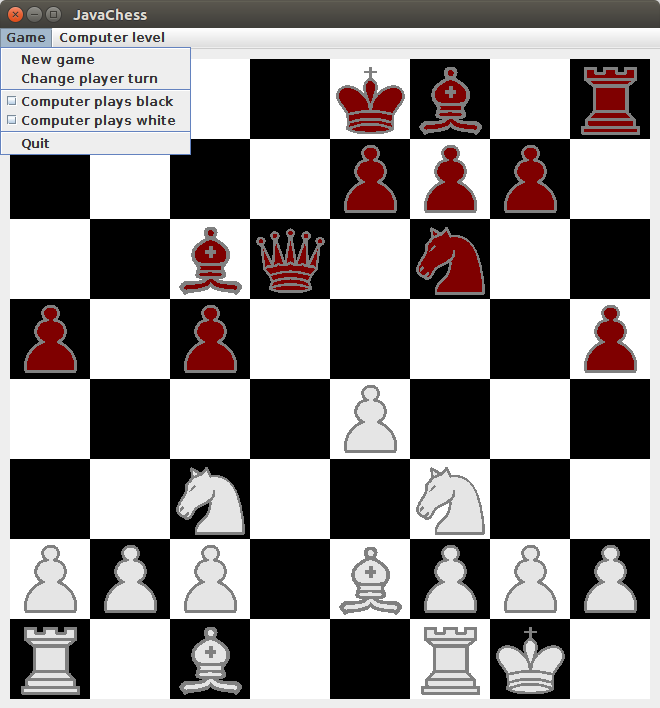 JavaChess
Game Computer level
New game
Change player turn
Computer plays black
Computer plays white
Quit